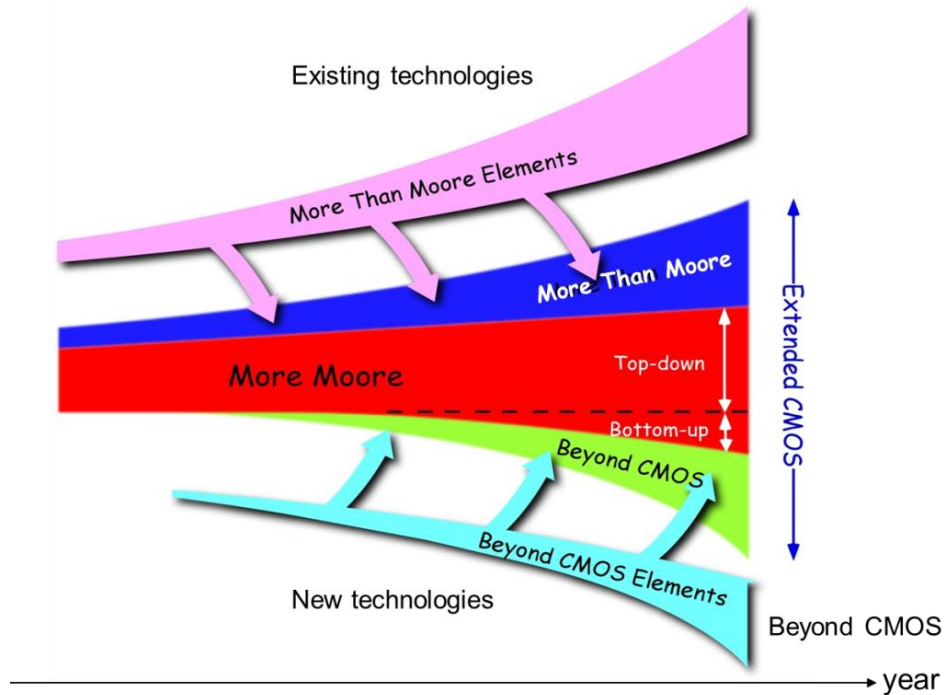 Existing technologies
More Than Moore Elements
More Than Moore
More Moore
Top-down
Bottom-up
Extended CMOS
Beyond CMOS
Beyond CMOS Elements
New technologies
Beyond CMOS
year